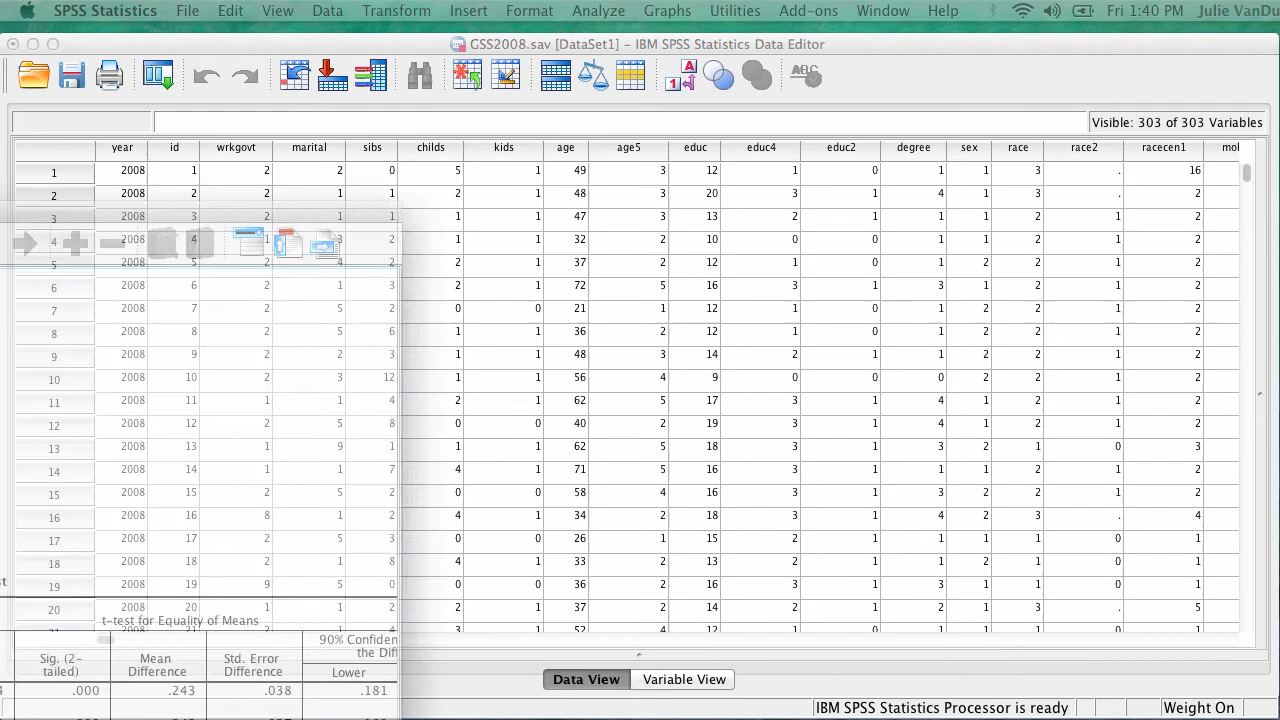 SPSS Statistics File Edit View Data Transform Insert Format Analyze Graphs Utilities Add-ons Window Help Fri 1:40 PM Julie VanDu
GSS2008.sav [DataSet1] – IBM SPSS Statistics Data Editor
Visible: 303 of 303 Variables
year id wrkgovt marital sibs childs kids age age5 educ educ4 educ2 degree sex race race2 racecen1 mol
1 2008 1 2 2 0 5 1 49 3 12 1 0 1 1 3 . 16
2 2008 2 2 1 1 2 1 48 3 20 3 1 4 1 3 . 2
3 2008 3 2 1 1 1 1 47 3 13 2 1 1 1 2 1 2
4 2008 4 1 3 2 1 1 32 2 10 0 0 1 1 2 1 2
5 2008 5 2 4 2 2 1 37 2 12 1 0 1 1 2 1 2
6 2008 6 2 1 3 2 1 72 5 16 3 1 3 1 2 1 2
7 2008 7 2 5 2 0 0 21 1 12 1 0 1 2 2 1 2
8 2008 8 2 5 6 1 1 36 2 12 1 0 1 2 2 1 2
9 2008 9 2 2 3 1 1 48 3 14 2 1 1 2 2 1 2
10 2008 10 2 3 12 1 1 56 4 9 0 0 0 2 2 1 2
11 2008 11 1 1 4 2 1 62 5 17 3 1 4 1 2 1 2
12 2008 12 2 5 8 0 0 40 2 19 3 1 4 1 2 1 2
13 2008 13 1 9 1 1 1 62 5 18 3 1 3 2 1 0 3
14 2008 14 1 1 7 4 1 71 5 16 3 1 1 1 2 1 2
15 2008 15 2 5 2 0 0 58 4 16 3 1 3 2 2 1 2
16 2008 16 8 1 2 4 1 34 2 18 3 1 4 2 3 . 4
17 2008 17 2 5 3 0 0 26 1 15 2 1 1 2 1 0 1
18 2008 18 2 1 8 4 1 33 2 13 2 1 1 2 1 0 1
19 2008 19 9 5 0 0 0 36 2 16 3 1 3 1 1 0 1
20 2008 20 1 1 2 2 1 37 2 14 2 1 2 1 3 . 5
t-test for Equality of Means
90% Confiden
the Diff
Sig. (2-tailed) Mean Difference Std. Error Difference Lower
.000 .243 .038 .181
Data View Variable View
IBM SPSS Statistics Processor is ready Weight On